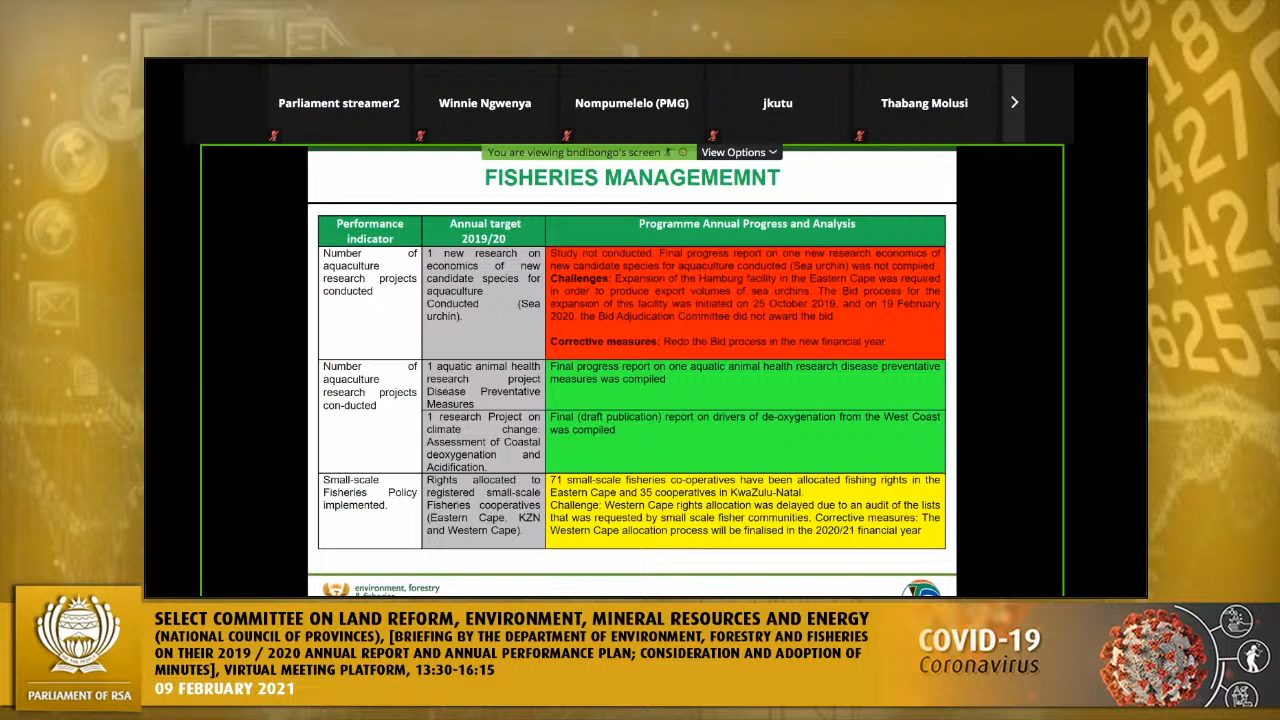 Parliament streamer2
Winnie Ngwenya
Nompumelelo (PMG)
jkutu
Thabang Molusi
You are viewing bndibongo's screen
View Options
FISHERIES MANAGEMEMNT
Performance
indicator
Annual target
2019/20
Programme Annual Progress and Analysis
Number of
aquaculture
research projects
conducted
1 new research on
economics of new
candidate species for
aquaculture
Conducted (Sea
urchin).
Study not conducted. Final progress report on one new research economics of
new candidate species for aquaculture conducted (Sea urchin) was not compiled
Challenges: Expansion of the Hamburg facility in the Eastern Cape was required
in order to produce export volumes of sea urchins. The Bid process for the
expansion of this facility was initiated on 25 October 2019, and on 19 February
2020, the Bid Adjudication Committee did not award the bid.
Corrective measures: Redo the Bid process in the new financial year.
Number of
aquaculture
research projects
con-ducted
1 aquatic animal health
research project
Disease Preventative
Measures
Final progress report on one aquatic animal health research disease preventative
measures was compiled
1 research Project on
climate change:
Assessment of Coastal
deoxygenation and
Acidification.
Final (draft publication) report on drivers of de-oxygenation from the West Coast
was compiled
Small-scale
Fisheries Policy
implemented.
Rights allocated to
registered small-scale
Fisheries cooperatives
(Eastern Cape, KZN
and Western Cape).
71 small-scale fisheries co-operatives have been allocated fishing rights in the
Eastern Cape and 35 cooperatives in KwaZulu-Natal.
Challenge: Western Cape rights allocation was delayed due to an audit of the lists
that was requested by small scale fisher communities, Corrective measures: The
Western Cape allocation process will be finalised in the 2020/21 financial year
environment, forestry
& fisheries
PARLIAMENT OF RSA
SELECT COMMITTEE ON LAND REFORM, ENVIRONMENT, MINERAL RESOURCES AND ENERGY
(NATIONAL COUNCIL OF PROVINCES), [BRIEFING BY THE DEPARTMENT OF ENVIRONMENT, FORESTRY AND FISHERIES
ON THEIR 2019 / 2020 ANNUAL REPORT AND ANNUAL PERFORMANCE PLAN; CONSIDERATION AND ADOPTION OF
MINUTES], VIRTUAL MEETING PLATFORM, 13:30-16:15
09 FEBRUARY 2021
COVID-19
Coronavirus